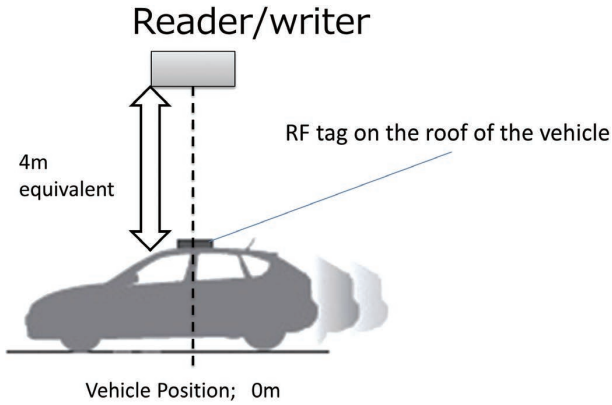 Reader/writer
RF tag on the roof of the vehicle
4m
equivalent
Vehicle Position; 0m